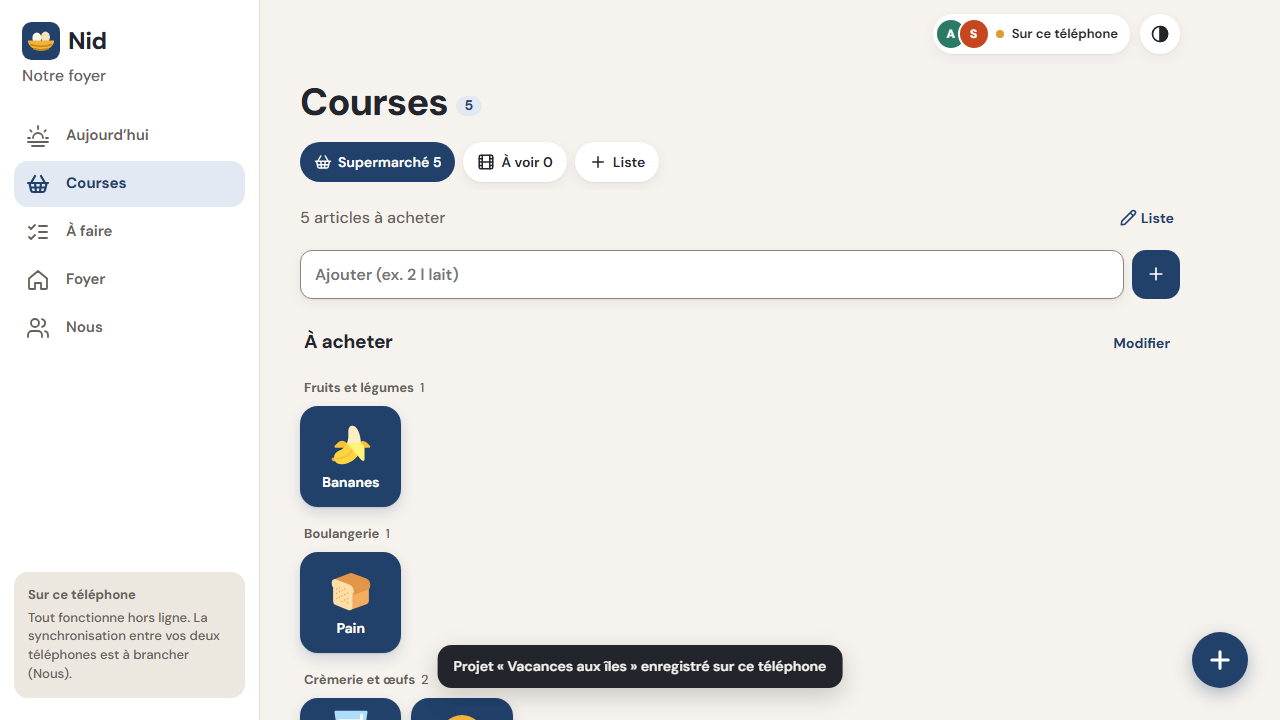 Nid
Notre foyer
Aujourd’hui
Courses
À faire
Foyer
Nous
Sur ce téléphone
Tout fonctionne hors ligne. La
synchronisation entre vos deux
téléphones est à brancher
(Nous).
A S Sur ce téléphone
Courses 5
Supermarché 5
À voir 0
Liste
5 articles à acheter
Liste
Ajouter (ex. 2 l lait)
À acheter
Modifier
Fruits et légumes 1
Bananes
Boulangerie 1
Pain
Crèmerie et œufs 2
Projet « Vacances aux îles » enregistré sur ce téléphone